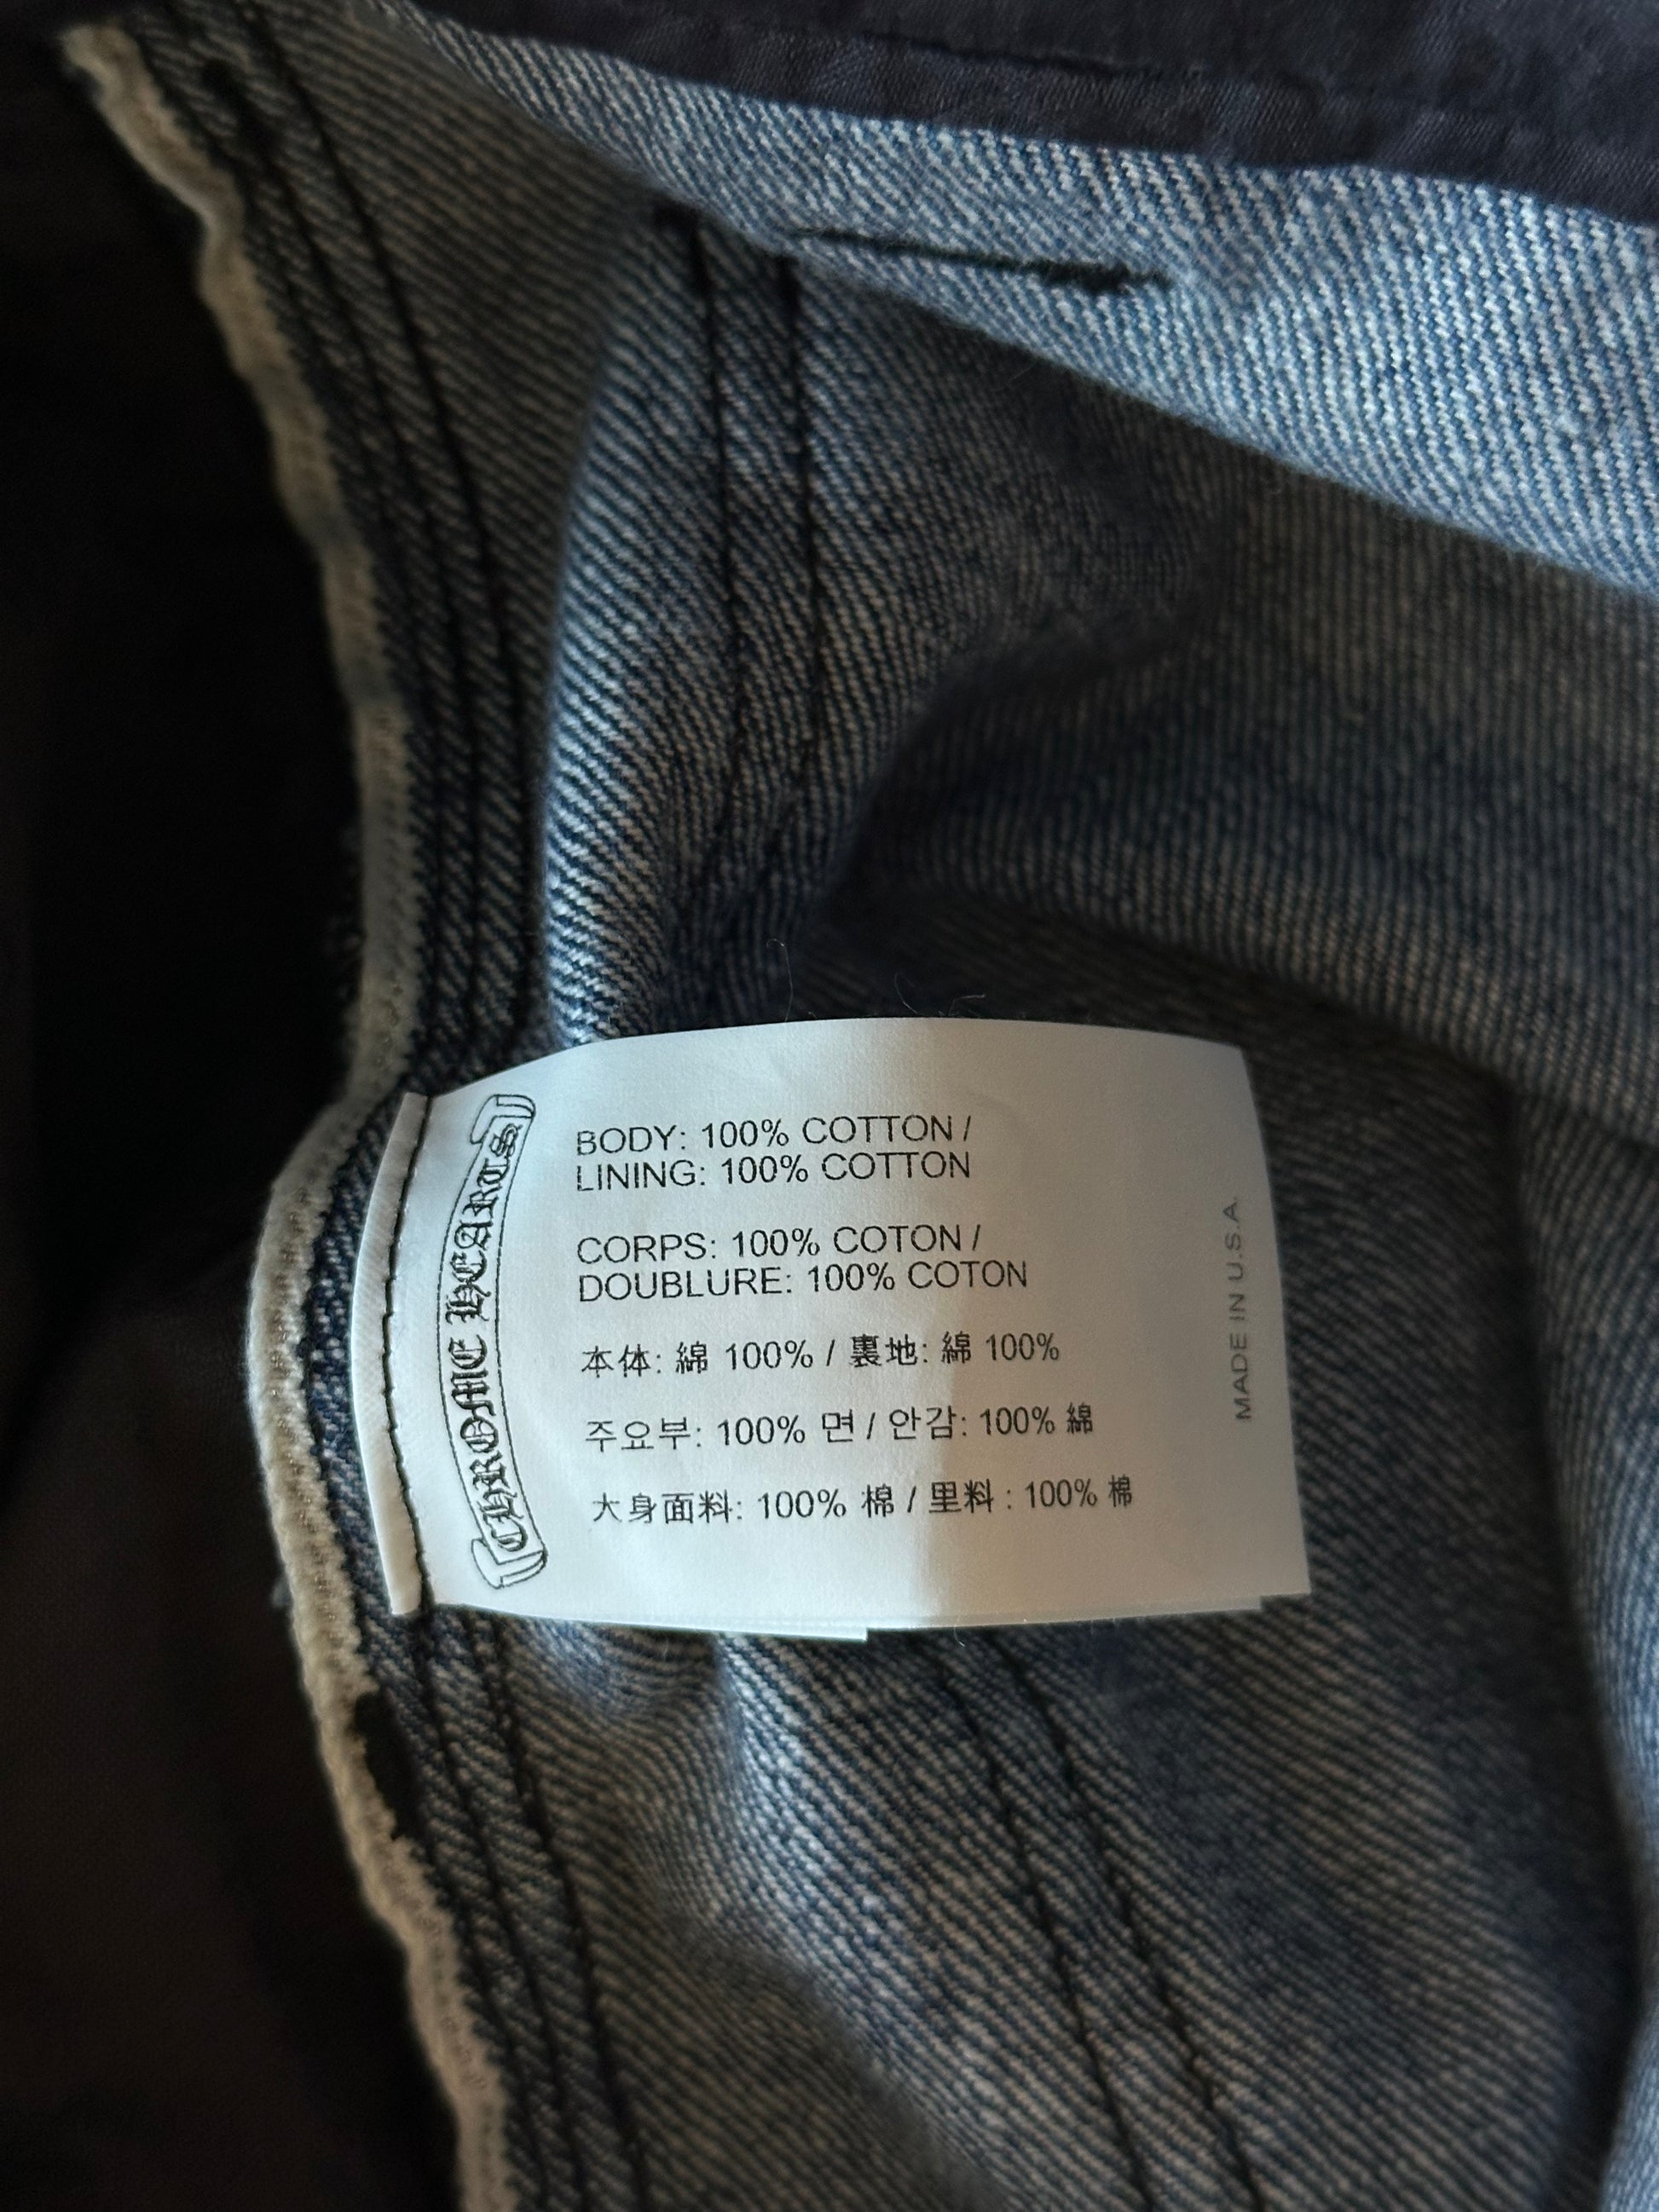 CHROME HEARTS
BODY: 100% COTTON /
LINING: 100% COTTON
CORPS: 100% COTON /
DOUBLURE: 100% COTON
本体: 綿 100% / 裏地: 綿 100%
주요부: 100% 면 / 안감: 100% 綿
大身面料: 100% 棉 / 里料 : 100% 棉
MADE IN U.S.A.